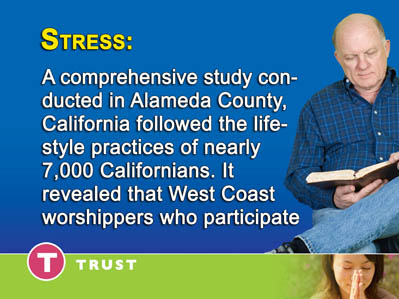 STRESS:
A comprehensive study con-
ducted in Alameda County,
California followed the life-
style practices of nearly
7,000 Californians. It
revealed that West Coast
worshippers who participate
T TRUST